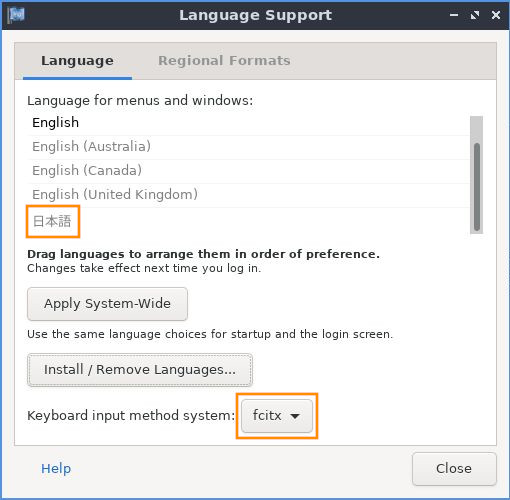 Language Support
Language Regional Formats
Language for menus and windows:
English
English (Australia)
English (Canada)
English (United Kingdom)
日本語
Drag languages to arrange them in order of preference.
Changes take effect next time you log in.
Apply System-Wide
Use the same language choices for startup and the login screen.
Install / Remove Languages...
Keyboard input method system: fcitx
Help Close